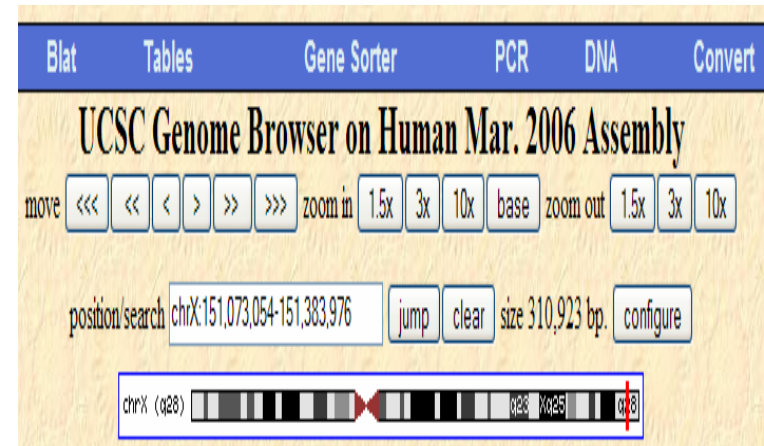 Blat Tables Gene Sorter PCR DNA Convert
UCSC Genome Browser on Human Mar. 2006 Assembly
move <<< << < > >> >>> zoom in 1.5x 3x 10x base zoom out 1.5x 3x 10x
position/search chrX:151,073,054-151,383,976 jump clear size 310,923 bp. configure
chrX (q28) q23 Xq25 q28